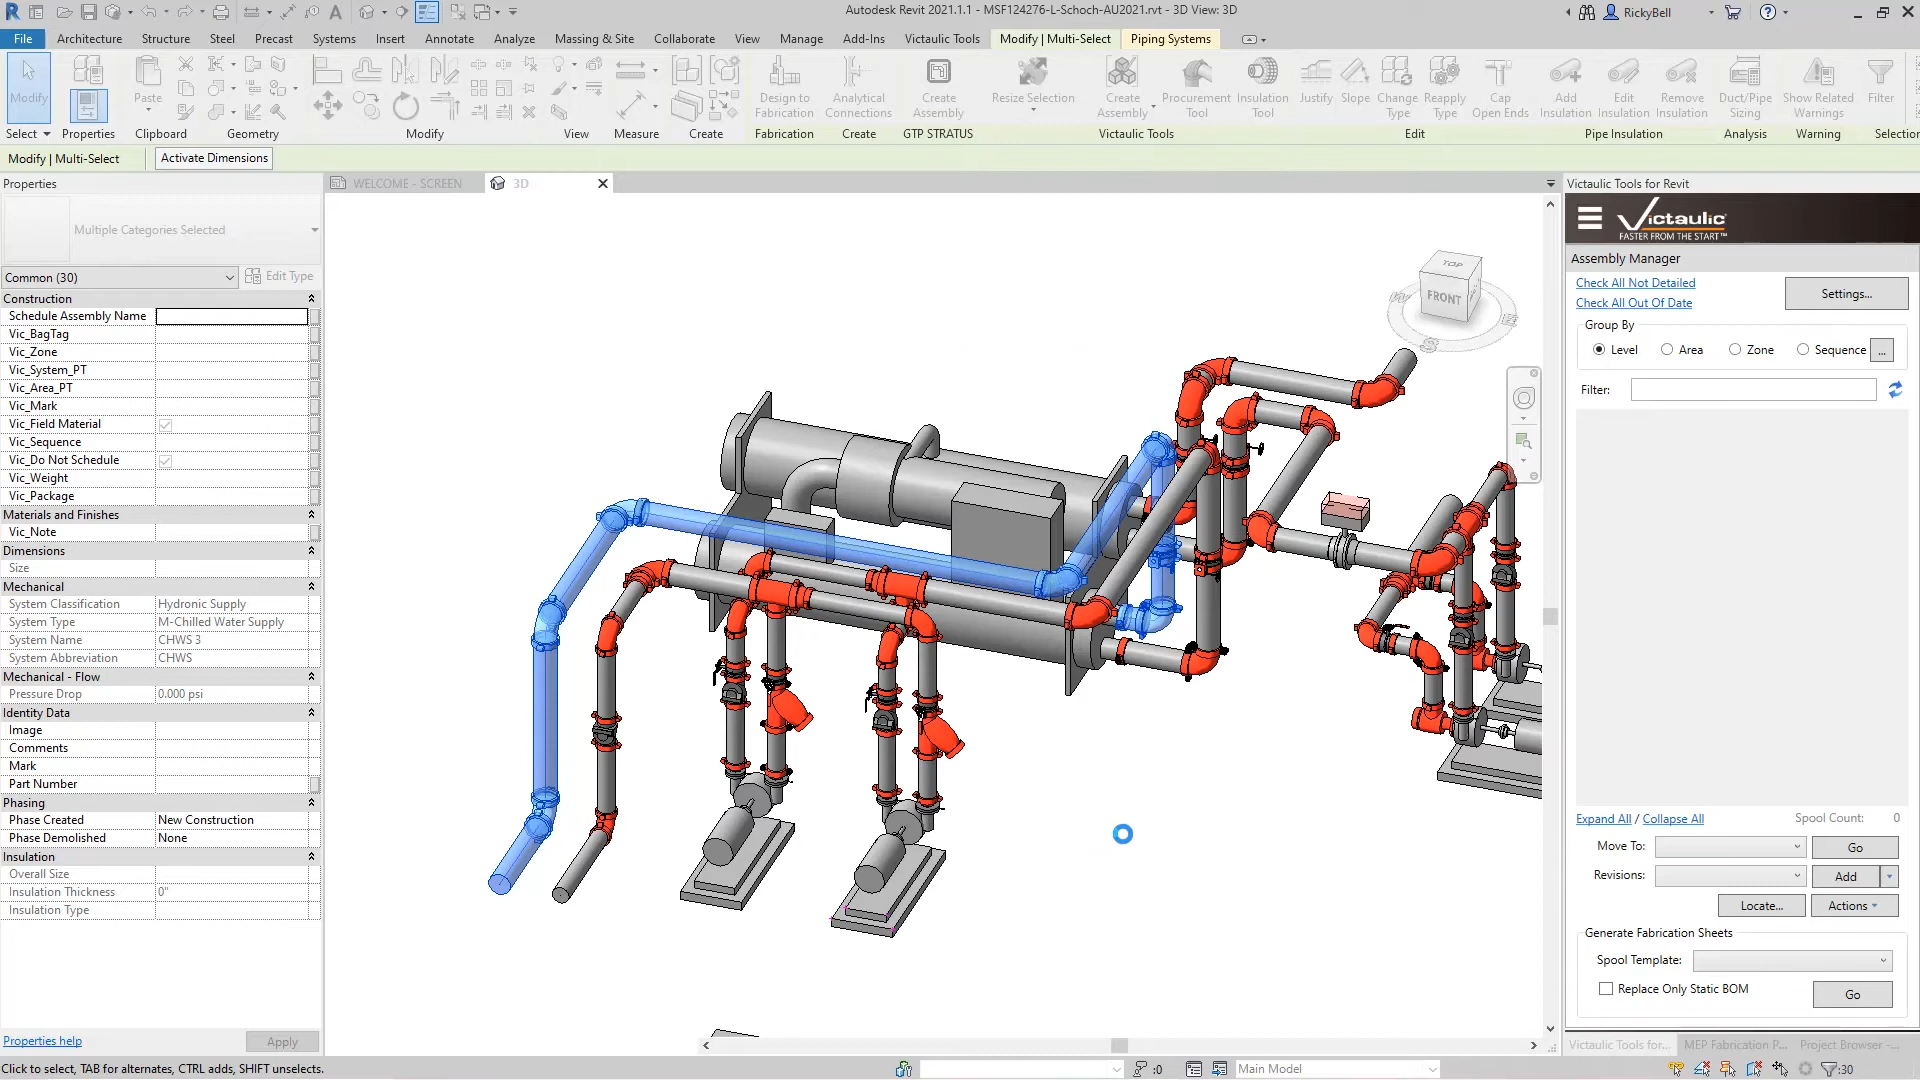 Autodesk Revit 2021.1.1 - MSF124276-L-Schoch-AU2021.rvt - 3D View: 3D
RickyBell
File Architecture Structure Steel Precast Systems Insert Annotate Analyze Massing & Site Collaborate View Manage Add-Ins Victaulic Tools Modify | Multi-Select Piping Systems
Modify
Paste
Design to Fabrication
Analytical Connections
Create Assembly
Resize Selection
Create Assembly
Procurement Tool
Insulation Tool
Justify
Slope
Change Type
Reapply Type
Cap Open Ends
Add Insulation
Edit Insulation
Remove Insulation
Duct/Pipe Sizing
Show Related Warnings
Filter
Select Properties Clipboard Geometry Modify View Measure Create Fabrication Create GTP STATUS Victaulic Tools Edit Pipe Insulation Analysis Warning Selection
Modify | Multi-Select
Activate Dimensions
Properties
WELCOME - SCREEN
3D
Multiple Categories Selected
Common (30)
Edit Type
Construction
Schedule Assembly Name
Vic_BagTag
Vic_Zone
Vic_System_PT
Vic_Area_PT
Vic_Mark
Vic_Field Material
Vic_Sequence
Vic_Do Not Schedule
Vic_Weight
Vic_Package
Materials and Finishes
Vic_Note
Dimensions
Size
Mechanical
System Classification Hydronic Supply
System Type M-Chilled Water Supply
System Name CHWS 3
System Abbreviation CHWS
Mechanical - Flow
Pressure Drop 0.000 psi
Identity Data
Image
Comments
Mark
Part Number
Phasing
Phase Created New Construction
Phase Demolished None
Insulation
Overall Size
Insulation Thickness 0"
Insulation Type
Properties help
Apply
TOP
FRONT
S
Victaulic Tools for Revit
Victaulic
FASTER FROM THE START™
Assembly Manager
Check All Not Detailed
Check All Out Of Date
Settings...
Group By
Level Area Zone Sequence ...
Filter:
Expand All / Collapse All Spool Count: 0
Move To: Go
Revisions: Add
Locate... Actions
Generate Fabrication Sheets
Spool Template:
Replace Only Static BOM
Go
Victaulic Tools for... MEP Fabrication P... Project Browser -...
Click to select, TAB for alternates, CTRL adds, SHIFT unselects.
:0
Main Model
:30